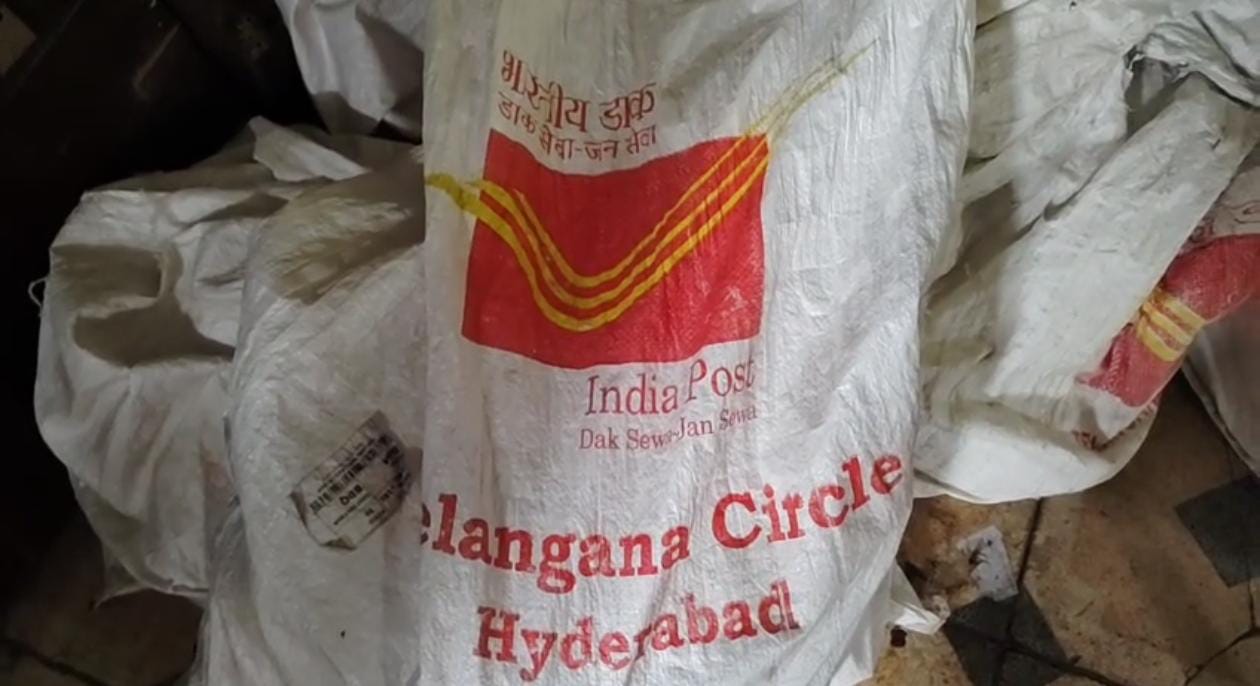 भारतीय डाक
डाक सेवा-जन सेवा
India Post
Dak Sewa-Jan Sewa
elangana Circle
Hyderabad